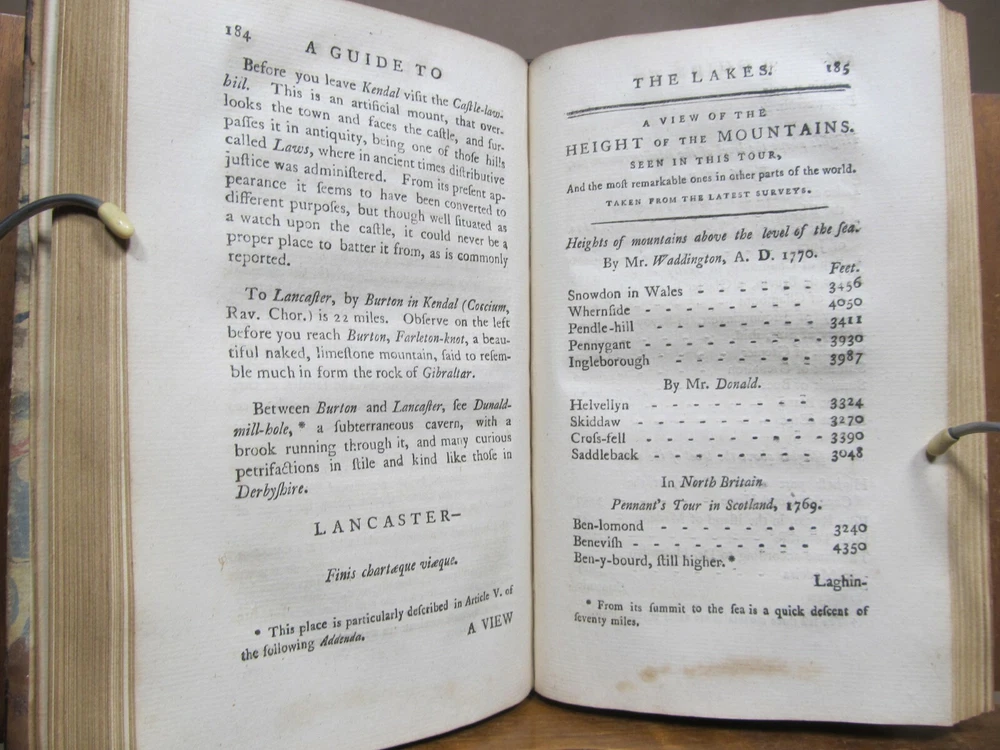 184
A GUIDE TO
Before you leave Kendal viſit the Caſtle-law-
hill. This is an artificial mount, that over-
looks the town and faces the caſtle, and ſur-
paſſes it in antiquity, being one of thoſe hills
called Laws, where in ancient times diſtributive
juſtice was adminiſtered. From its preſent ap-
pearance it ſeems to have been converted to
different purpoſes, but though well ſituated as
a watch upon the caſtle, it could never be a
proper place to batter it from, as is commonly
reported.
To Lancaſter, by Burton in Kendal (Coccium,
Rav. Chor.) is 22 miles. Obſerve on the left
before you reach Burton, Farleton-knot, a beau-
tiful naked, limeſtone mountain, ſaid to reſem-
ble much in form the rock of Gibraltar.
Between Burton and Lancaſter, ſee Dunald-
mill-hole, * a ſubterraneous cavern, with a
brook running through it, and many curious
petrifactions in ſtile and kind like thoſe in
Derbyſhire.
LANCASTER—
Finis chartæque viæque.
* This place is particularly deſcribed in Article V. of
the following Addenda.
A VIEW
THE LAKES. 185
A VIEW OF THE
HEIGHT OF THE MOUNTAINS.
SEEN IN THIS TOUR,
And the moſt remarkable ones in other parts of the world.
TAKEN FROM THE LATEST SURVEYS.
Heights of mountains above the level of the ſea.
By Mr. Waddington, A. D. 1770.
Feet.
Snowdon in Wales - - - - - - 3456
Whernſide - - - - - - - - 4050
Pendle-hill - - - - - - - - 3411
Pennygant - - - - - - - - 3930
Ingleborough - - - - - - - 3987
By Mr. Donald.
Helvellyn - - - - - - - 3324
Skiddaw - - - - - - - - 3270
Croſs-fell - - - - - - - - 3390
Saddleback - - - - - - - 3048
In North Britain
Pennant's Tour in Scotland, 1769.
Ben-lomond - - - - - - - 3240
Beneviſh - - - - - - - - 4350
Ben-y-bourd, ſtill higher. *
Laghin-
* From its ſummit to the ſea is a quick deſcent of
ſeventy miles.